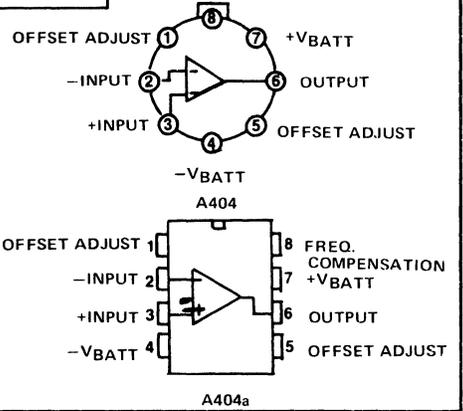 8
OFFSET ADJUST 1
7 +VBATT
−INPUT 2
6 OUTPUT
+INPUT 3
5 OFFSET ADJUST
4
−VBATT
A404
OFFSET ADJUST 1
8 FREQ. COMPENSATION
−INPUT 2
7 +VBATT
+INPUT 3
6 OUTPUT
−VBATT 4
5 OFFSET ADJUST
A404a